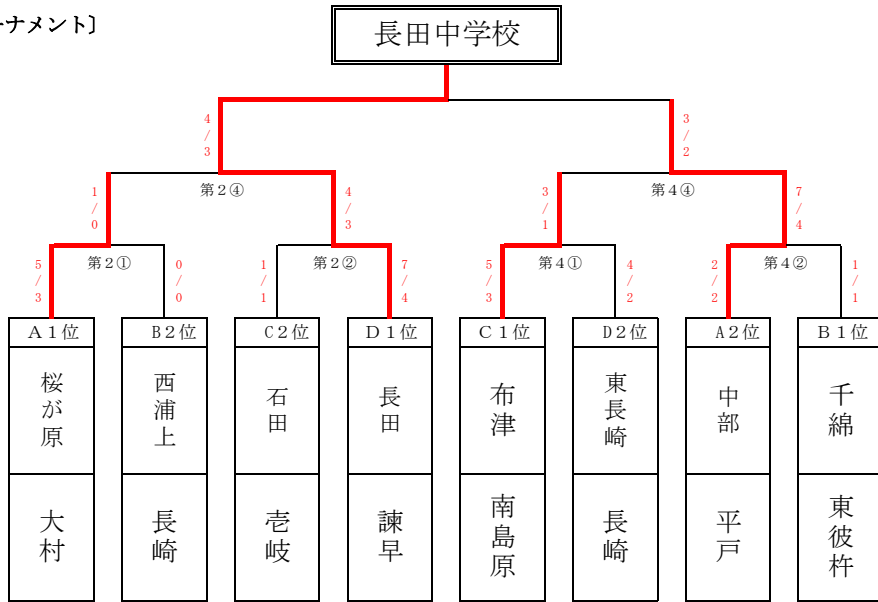 ーナメント〕
長田中学校
4/3
3/2
第2④
第4④
1/0
4/3
3/1
7/4
第2①
第2②
第4①
第4②
5/3
0/0
1/1
7/4
5/3
4/2
2/2
1/1
A1位
B2位
C2位
D1位
C1位
D2位
A2位
B1位
桜が原
西浦上
石田
長田
布津
東長崎
中部
千綿
大村
長崎
壱岐
諫早
南島原
長崎
平戸
東彼杵